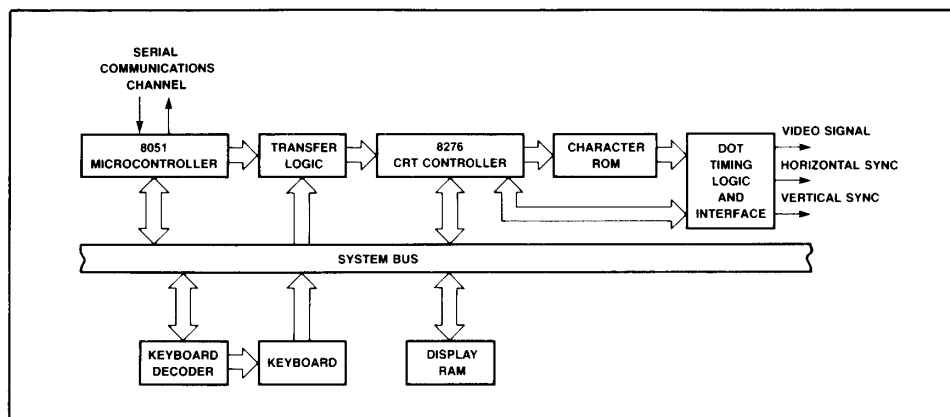 SERIAL
COMMUNICATIONS
CHANNEL
8051
MICROCONTROLLER
TRANSFER
LOGIC
8276
CRT CONTROLLER
CHARACTER
ROM
DOT
TIMING
LOGIC
AND
INTERFACE
VIDEO SIGNAL
HORIZONTAL SYNC
VERTICAL SYNC
SYSTEM BUS
KEYBOARD
DECODER
KEYBOARD
DISPLAY
RAM